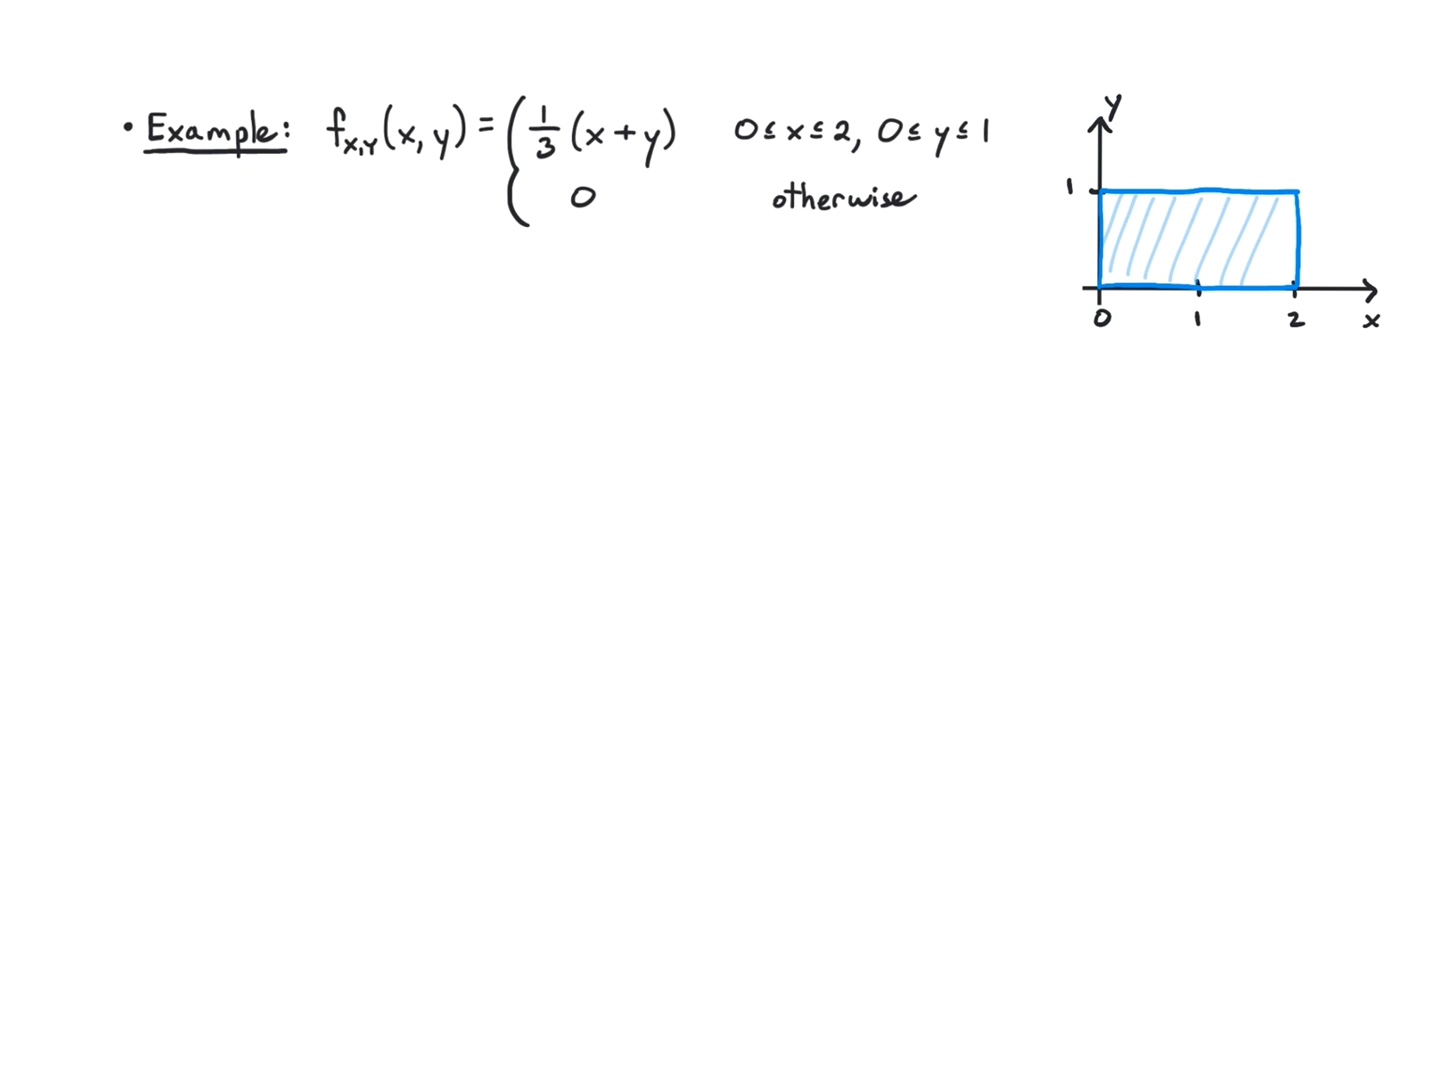 • Example: f_{X,Y}(x, y) = { 1/3 (x + y)   0 ≤ x ≤ 2, 0 ≤ y ≤ 1
0   otherwise
y
1
0 1 2 x